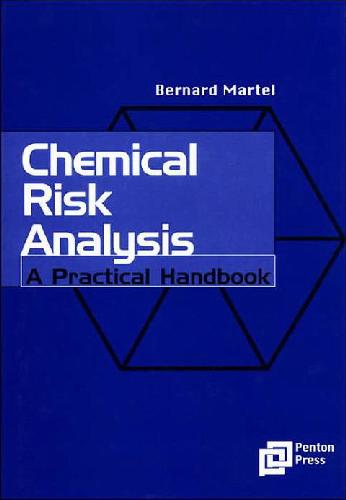 Bernard Martel
Chemical
Risk
Analysis
A Practical Handbook
Penton
Press